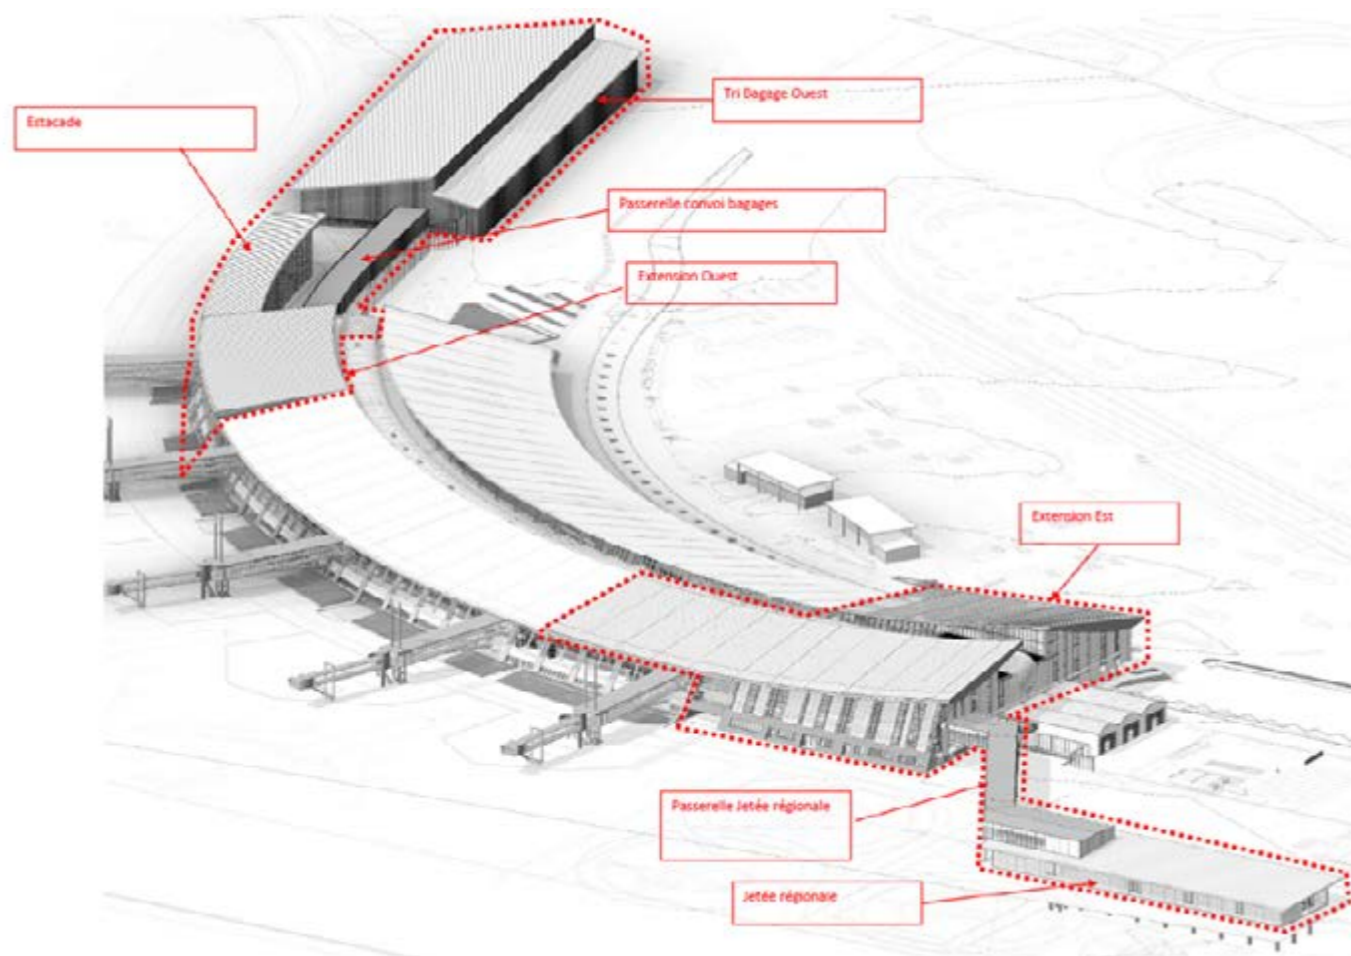 Tri Bagage Ouest
Estacade
Passerelle convoi bagages
Extension Ouest
Extension Est
Passerelle Jetée régionale
Jetée régionale